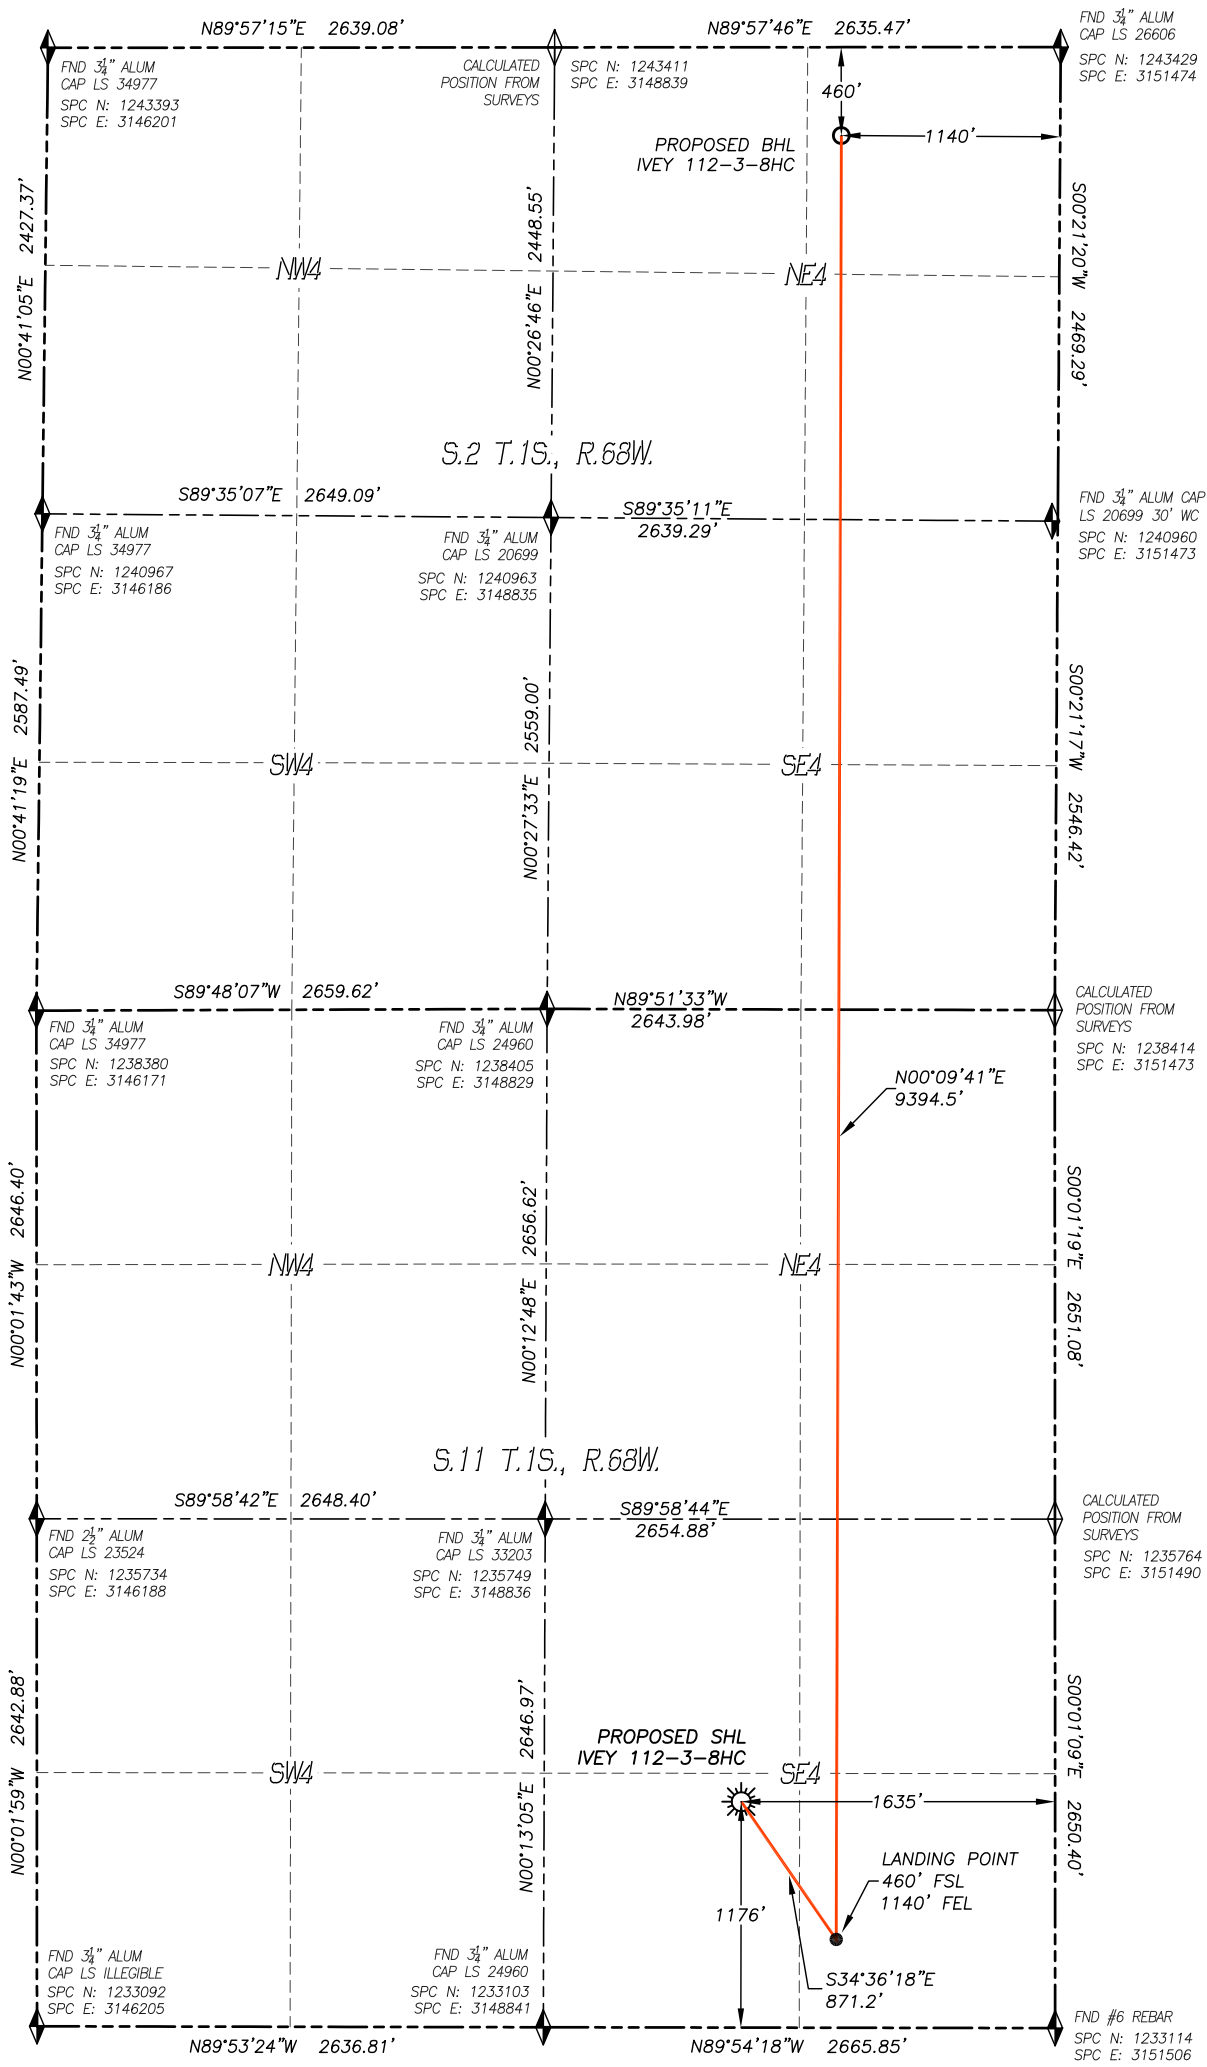 N89°57'15"E 2639.08'
N89°57'46"E 2635.47'
FND 3¼" ALUM
CAP LS 26606
SPC N: 1243429
SPC E: 3151474
FND 3¼" ALUM
CAP LS 34977
SPC N: 1243393
SPC E: 3146201
CALCULATED
POSITION FROM
SURVEYS
SPC N: 1243411
SPC E: 3148839
460'
1140'
PROPOSED BHL
IVEY 112-3-8HC
N00°41'05"E 2427.37'
N00°26'46"E 2448.55'
S00°21'20"W 2469.29'
NW4
NE4
S.2 T.1S., R.68W.
S89°35'07"E 2649.09'
S89°35'11"E
2639.29'
FND 3¼" ALUM CAP
LS 20699 30' WC
SPC N: 1240960
SPC E: 3151473
FND 3¼" ALUM
CAP LS 34977
SPC N: 1240967
SPC E: 3146186
FND 3¼" ALUM
CAP LS 20699
SPC N: 1240963
SPC E: 3148835
N00°41'19"E 2587.49'
N00°27'33"E 2559.00'
S00°21'17"W 2546.42'
SW4
SE4
S89°48'07"W 2659.62'
N89°51'33"W
2643.98'
CALCULATED
POSITION FROM
SURVEYS
SPC N: 1238414
SPC E: 3151473
FND 3¼" ALUM
CAP LS 34977
SPC N: 1238380
SPC E: 3146171
FND 3¼" ALUM
CAP LS 24960
SPC N: 1238405
SPC E: 3148829
N00°09'41"E
9394.5'
N00°01'43"W 2646.40'
N00°12'48"E 2656.62'
S00°01'19"E 2651.08'
NW4
NE4
S.11 T.1S., R.68W.
S89°58'42"E 2648.40'
S89°58'44"E
2654.88'
CALCULATED
POSITION FROM
SURVEYS
SPC N: 1235764
SPC E: 3151490
FND 2½" ALUM
CAP LS 23524
SPC N: 1235734
SPC E: 3146188
FND 3¼" ALUM
CAP LS 33203
SPC N: 1235749
SPC E: 3148836
N00°01'59"W 2642.88'
N00°13'05"E 2646.97'
S00°01'09"E 2650.40'
PROPOSED SHL
IVEY 112-3-8HC
SW4
SE4
1635'
LANDING POINT
460' FSL
1140' FEL
1176'
S34°36'18"E
871.2'
FND 3¼" ALUM
CAP LS ILLEGIBLE
SPC N: 1233092
SPC E: 3146205
FND 3¼" ALUM
CAP LS 24960
SPC N: 1233103
SPC E: 3148841
FND #6 REBAR
SPC N: 1233114
SPC E: 3151506
N89°53'24"W 2636.81'
N89°54'18"W 2665.85'